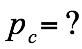 p_c = ?